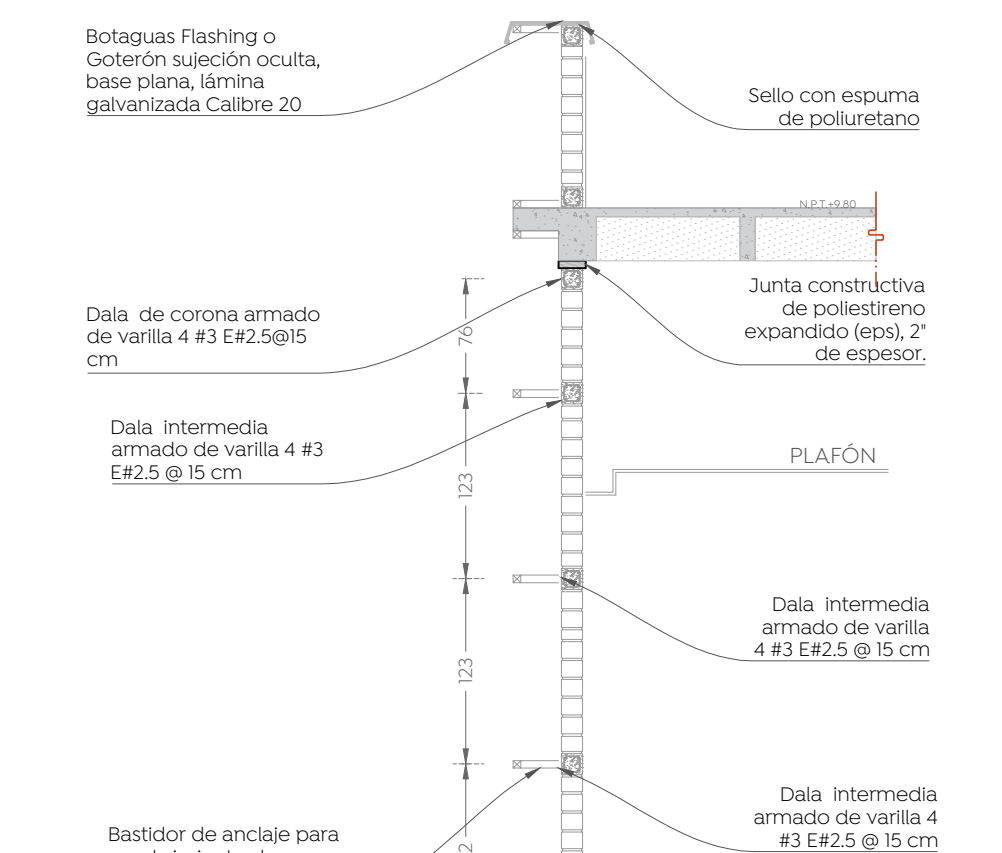 Botaguas Flashing o
Goterón sujeción oculta,
base plana, lámina
galvanizada Calibre 20
Sello con espuma
de poliuretano
N.P.T.+9.80
Junta constructiva
de poliestireno
expandido (eps), 2"
de espesor.
Dala de corona armado
de varilla 4 #3 E#2.5@15
cm
76
Dala intermedia
armado de varilla 4 #3
E#2.5 @ 15 cm
PLAFÓN
123
Dala intermedia
armado de varilla
4 #3 E#2.5 @ 15 cm
123
Dala intermedia
armado de varilla 4
#3 E#2.5 @ 15 cm
Bastidor de anclaje para
2